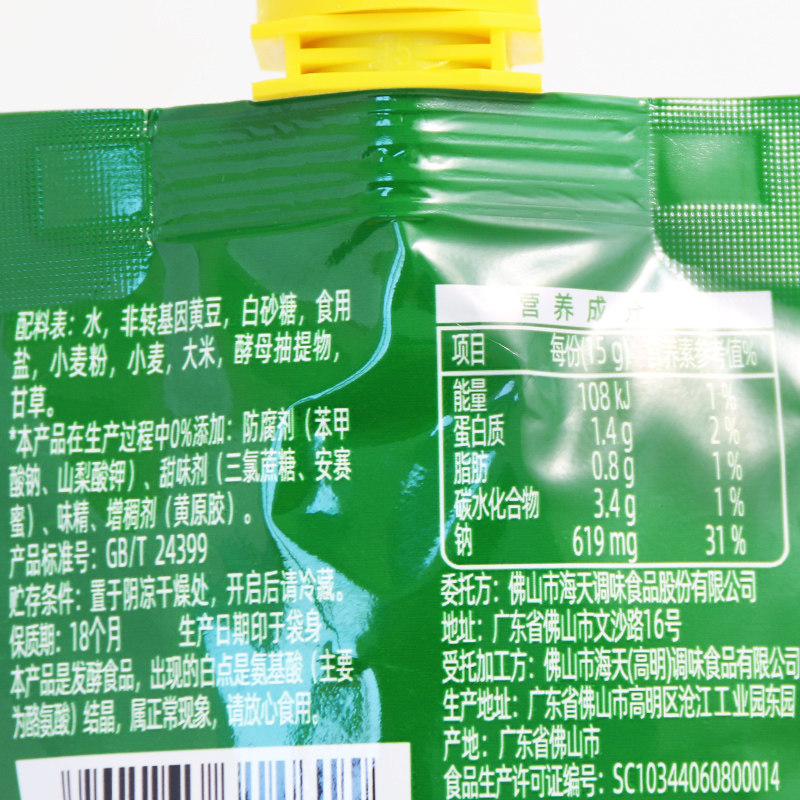 配料表：水，非转基因黄豆，白砂糖，食用
盐，小麦粉，小麦，大米，酵母抽提物，
甘草。
*本产品在生产过程中0%添加：防腐剂（苯甲
酸钠、山梨酸钾）、甜味剂（三氯蔗糖、安赛
蜜）、味精、增稠剂（黄原胶）。
产品标准号：GB/T 24399
贮存条件：置于阴凉干燥处，开启后请冷藏。
保质期：18个月 生产日期印于袋身
本产品是发酵食品，出现的白点是氨基酸（主要
为酪氨酸）结晶，属正常现象，请放心食用。
营养成
项目 每份(15g) 养素参考值%
能量 108 kJ 1 %
蛋白质 1.4 g 2 %
脂肪 0.8 g 1 %
碳水化合物 3.4 g 1 %
钠 619 mg 31 %
委托方：佛山市海天调味食品股份有限公司
地址：广东省佛山市文沙路16号
受托加工方：佛山市海天(高明)调味食品有限公司
生产地址：广东省佛山市高明区沧江工业园东园
产地：广东省佛山市
食品生产许可证编号：SC10344060800014